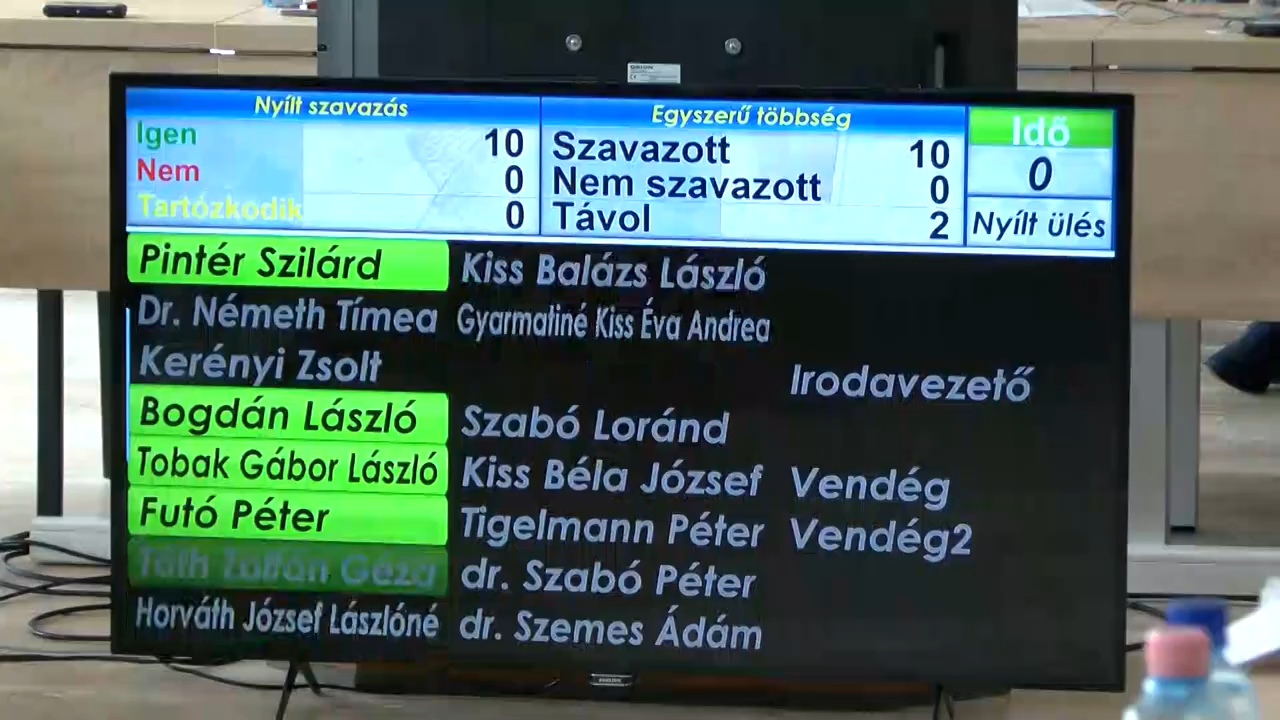 Nyílt szavazás
Igen 10
Nem 0
Tartózkodik 0
Egyszerű többség
Szavazott 10
Nem szavazott 0
Távol 2
Idő
0
Nyílt ülés
Pintér Szilárd
Dr. Németh Tímea
Kerényi Zsolt
Bogdán László
Tobak Gábor László
Futó Péter
Tóth Zoltán Géza
Horváth József Lászlóné
Kiss Balázs László
Gyarmatiné Kiss Éva Andrea
Szabó Loránd
Kiss Béla József
Tigelmann Péter
dr. Szabó Péter
dr. Szemes Ádám
Irodavezető
Vendég
Vendég2